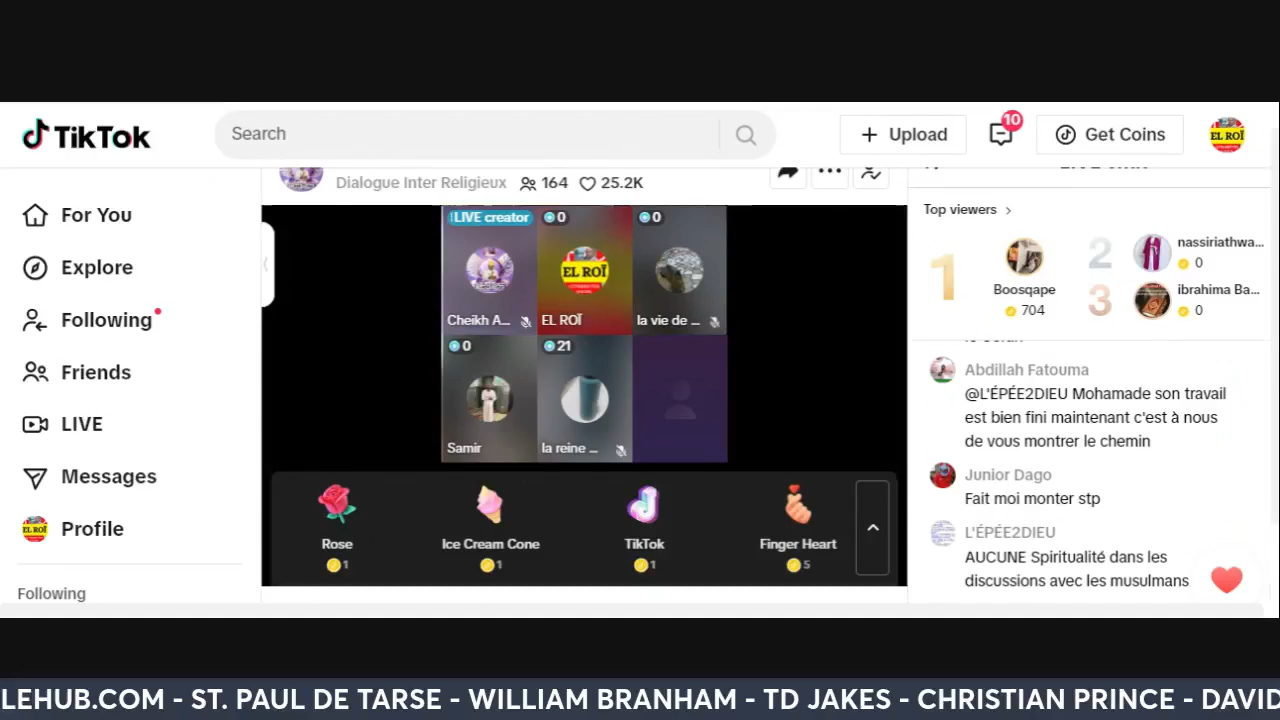 TikTok
Search
Upload
10
Get Coins
EL ROÏ
For You
Explore
Following
Friends
LIVE
Messages
Profile
Following
Dialogue Inter Religieux 164 25.2K
LIVE creator
0
0
EL ROÏ
Cheikh A...
EL ROÏ
la vie de ...
0
21
Samir
la reine ...
Rose
1
Ice Cream Cone
1
TikTok
1
Finger Heart
5
Top viewers
1
Boosqape
704
2
nassiriathwa...
0
3
ibrahima Ba...
0
Abdillah Fatouma
@L'ÉPÉE2DIEU Mohamade son travail
est bien fini maintenant c'est à nous
de vous montrer le chemin
Junior Dago
Fait moi monter stp
L'ÉPÉE2DIEU
AUCUNE Spiritualité dans les
discussions avec les musulmans
LEHUB.COM - ST. PAUL DE TARSE - WILLIAM BRANHAM - TD JAKES - CHRISTIAN PRINCE - DAVID